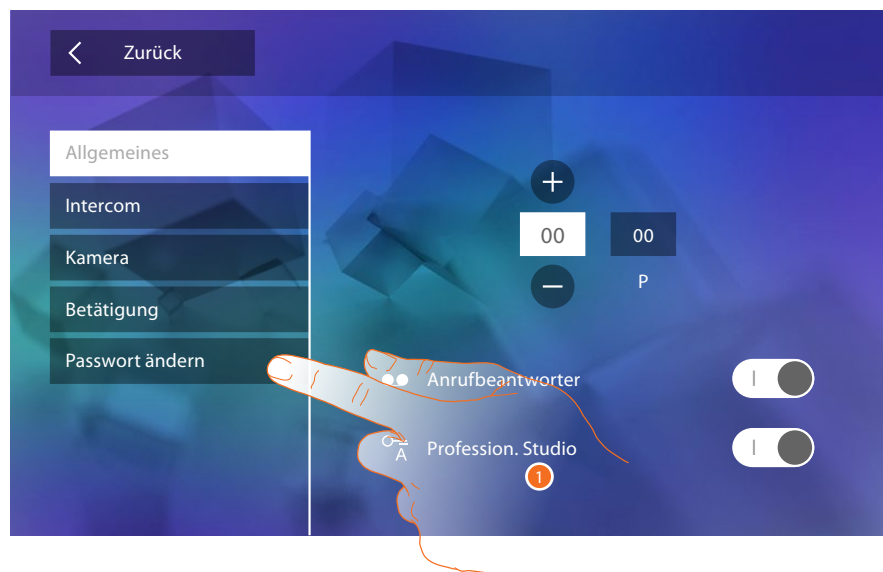 Zurück
Allgemeines
Intercom
Kamera
Betätigung
Passwort ändern
00 00
P
Anrufbeantworter
A Profession. Studio
1